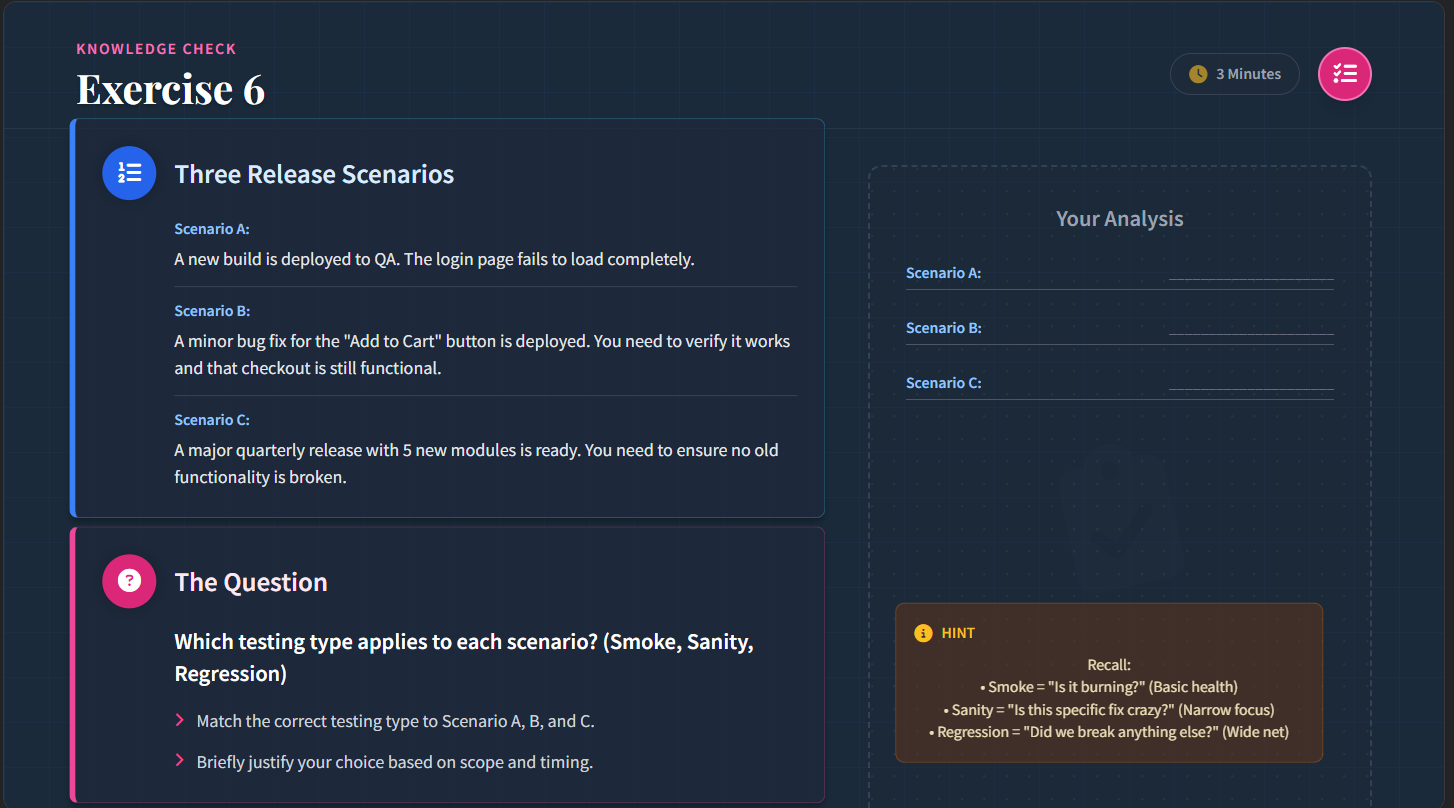 KNOWLEDGE CHECK
Exercise 6
3 Minutes
Three Release Scenarios
Scenario A:
A new build is deployed to QA. The login page fails to load completely.
Scenario B:
A minor bug fix for the "Add to Cart" button is deployed. You need to verify it works
and that checkout is still functional.
Scenario C:
A major quarterly release with 5 new modules is ready. You need to ensure no old
functionality is broken.
The Question
Which testing type applies to each scenario? (Smoke, Sanity,
Regression)
Match the correct testing type to Scenario A, B, and C.
Briefly justify your choice based on scope and timing.
Your Analysis
Scenario A: ____________________
Scenario B: ____________________
Scenario C: ____________________
HINT
Recall:
• Smoke = "Is it burning?" (Basic health)
• Sanity = "Is this specific fix crazy?" (Narrow focus)
• Regression = "Did we break anything else?" (Wide net)